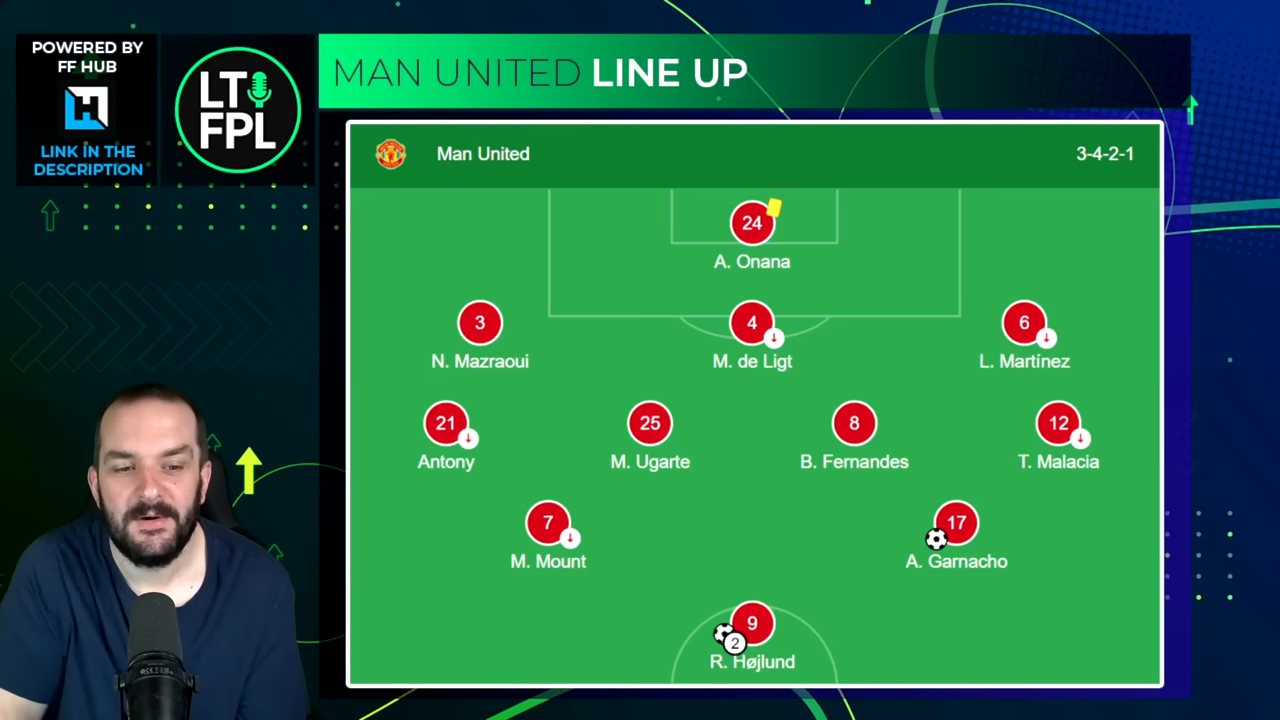 POWERED BY
FF HUB
LINK IN THE
DESCRIPTION
LT
FPL
MAN UNITED LINE UP
Man United
3-4-2-1
24
A. Onana
3
4
6
N. Mazraoui
M. de Ligt
L. Martínez
21
25
8
12
Antony
M. Ugarte
B. Fernandes
T. Malacia
7
17
M. Mount
A. Garnacho
9
2
R. Højlund